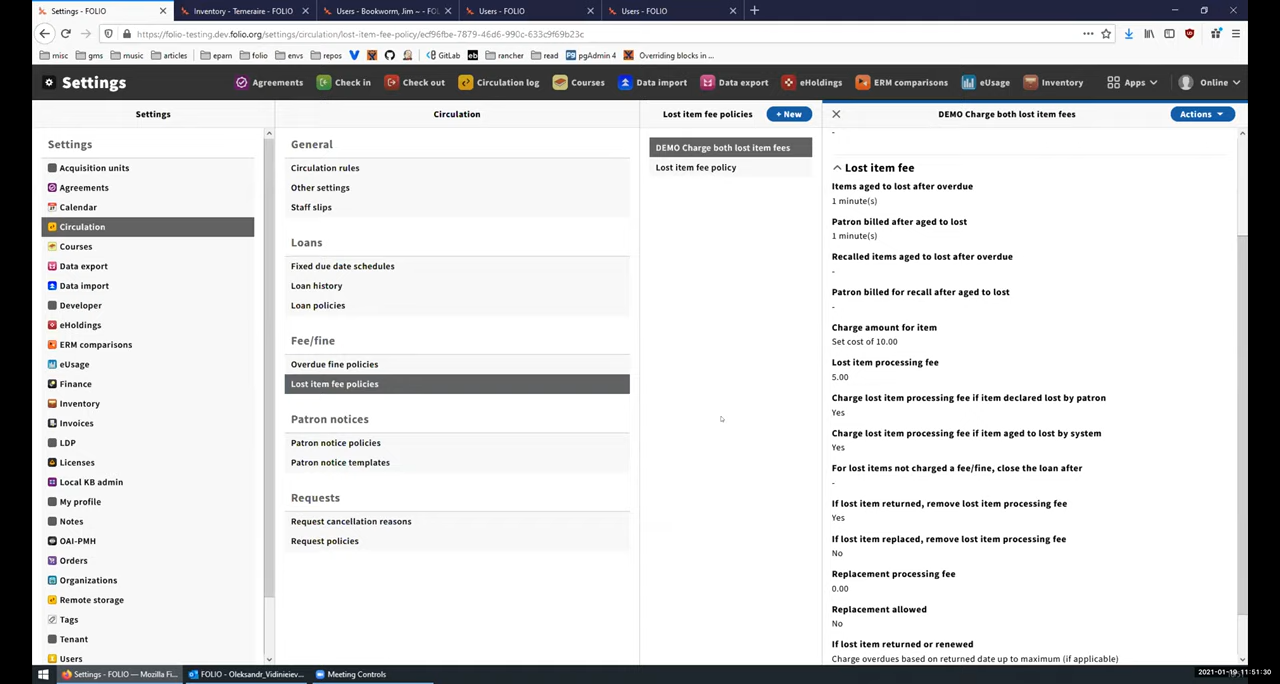 Settings - FOLIO
Inventory - Temeraire - FOLIO
Users - Bookworm, Jim ~ - FOL
Users - FOLIO
Users - FOLIO
https://folio-testing.dev.folio.org/settings/circulation/lost-item-fee-policy/ecf96fbe-7879-46d6-990c-633c9f69b23c
misc
gms
music
articles
epam
folio
envs
repos
GitLab
rancher
read
pgAdmin 4
Overriding blocks in ...
Settings
Agreements
Check in
Check out
Circulation log
Courses
Data import
Data export
eHoldings
ERM comparisons
eUsage
Inventory
Apps
Online
Settings
Circulation
Lost item fee policies
+ New
DEMO Charge both lost item fees
Actions
Settings
Acquisition units
Agreements
Calendar
Circulation
Courses
Data export
Data import
Developer
eHoldings
ERM comparisons
eUsage
Finance
Inventory
Invoices
LDP
Licenses
Local KB admin
My profile
Notes
OAI-PMH
Orders
Organizations
Remote storage
Tags
Tenant
Users
General
Circulation rules
Other settings
Staff slips
Loans
Fixed due date schedules
Loan history
Loan policies
Fee/fine
Overdue fine policies
Lost item fee policies
Patron notices
Patron notice policies
Patron notice templates
Requests
Request cancellation reasons
Request policies
DEMO Charge both lost item fees
Lost item fee policy
-
Lost item fee
Items aged to lost after overdue
1 minute(s)
Patron billed after aged to lost
1 minute(s)
Recalled items aged to lost after overdue
-
Patron billed for recall after aged to lost
-
Charge amount for item
Set cost of 10.00
Lost item processing fee
5.00
Charge lost item processing fee if item declared lost by patron
Yes
Charge lost item processing fee if item aged to lost by system
Yes
For lost items not charged a fee/fine, close the loan after
-
If lost item returned, remove lost item processing fee
Yes
If lost item replaced, remove lost item processing fee
No
Replacement processing fee
0.00
Replacement allowed
No
If lost item returned or renewed
Charge overdues based on returned date up to maximum (if applicable)
Settings - FOLIO — Mozilla Fi...
FOLIO - Oleksandr_Vidinieiev...
Meeting Controls
2021-01-19 11:51:30